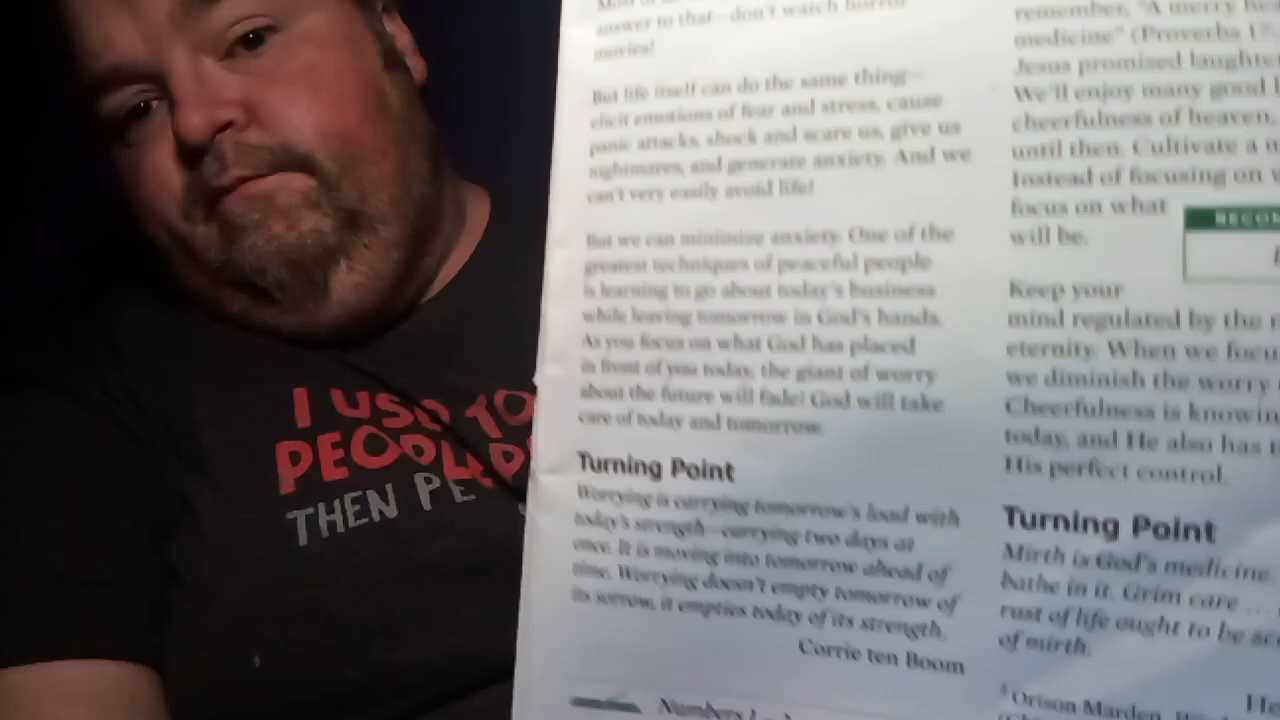 I USED TO
PEOPLE
THEN PE
answer to that—don't watch horror
movies!
But life itself can do the same thing—
elicit emotions of fear and stress, cause
panic attacks, shock and scare us, give us
nightmares, and generate anxiety. And we
can't very easily avoid life!
But we can minimize anxiety. One of the
greatest techniques of peaceful people
is learning to go about today's business
while leaving tomorrow in God's hands.
As you focus on what God has placed
in front of you today, the giant of worry
about the future will fade! God will take
care of today and tomorrow.
Turning Point
Worrying is carrying tomorrow's load with
today's strength—carrying two days at
once. It is moving into tomorrow ahead of
time. Worrying doesn't empty tomorrow of
its sorrow, it empties today of its strength.
Corrie ten Boom
Numbers
remember, "A merry
medicine" (Proverbs
Jesus promised
We'll enjoy many good
cheerfulness of heaven,
until then. Cultivate a
Instead of focusing on
focus on what
will be.
Keep your
mind regulated by the
eternity. When we
we diminish the worry
Cheerfulness is
today, and He also has
His perfect control.
Turning Point
Mirth is God's medicine.
bathe in it. Grim care ...
rust of life ought to be
of mirth.
Orison Marden,